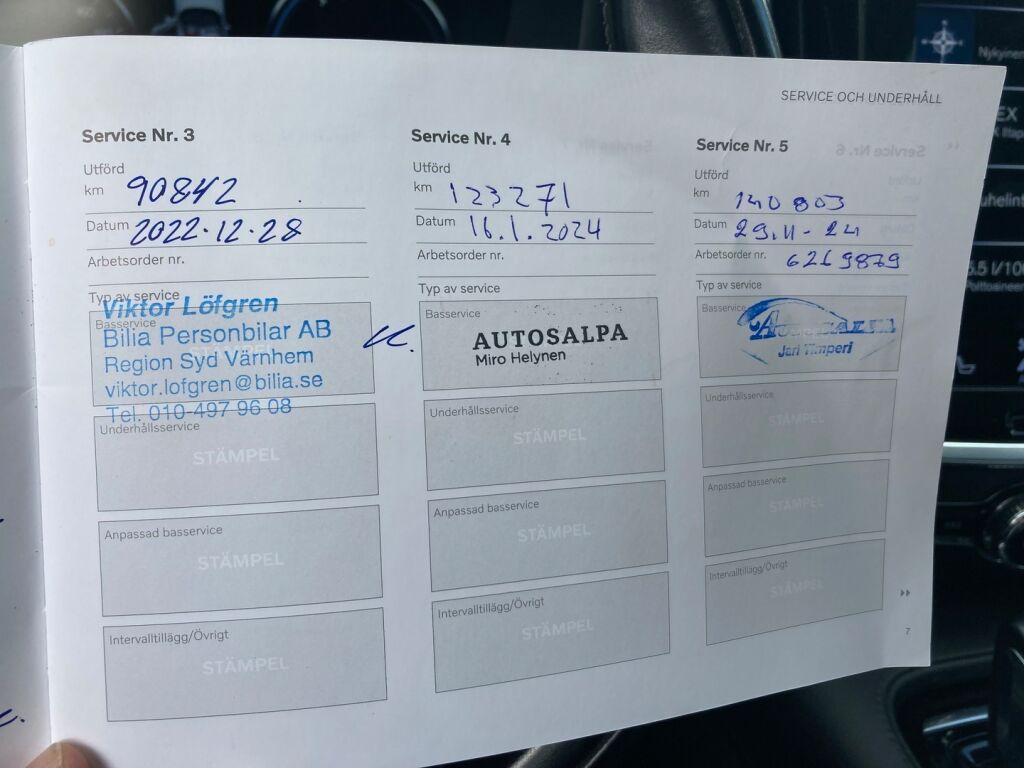 SERVICE OCH UNDERHÅLL
Service Nr. 3
Utförd
km 90842
Datum 2022-12-28
Arbetsorder nr.
Typ av service
Basservice
Viktor Löfgren
Bilia Personbilar AB
Region Syd Värnhem
viktor.lofgren@bilia.se
Tel. 010-497 96 08
Underhållsservice
STÄMPEL
Anpassad basservice
STÄMPEL
Intervalltillägg/Övrigt
STÄMPEL
Service Nr. 4
Utförd
km 123271
Datum 16.1.2024
Arbetsorder nr.
Typ av service
Basservice
AUTOSALPA
Miro Helynen
Underhållsservice
STÄMPEL
Anpassad basservice
STÄMPEL
Intervalltillägg/Övrigt
STÄMPEL
Service Nr. 5
Utförd
km 140803
Datum 29.11-24
Arbetsorder nr. 6269879
Typ av service
Basservice
Jari Timperi
Underhållsservice
STÄMPEL
Anpassad basservice
STÄMPEL
Intervalltillägg/Övrigt
STÄMPEL
7